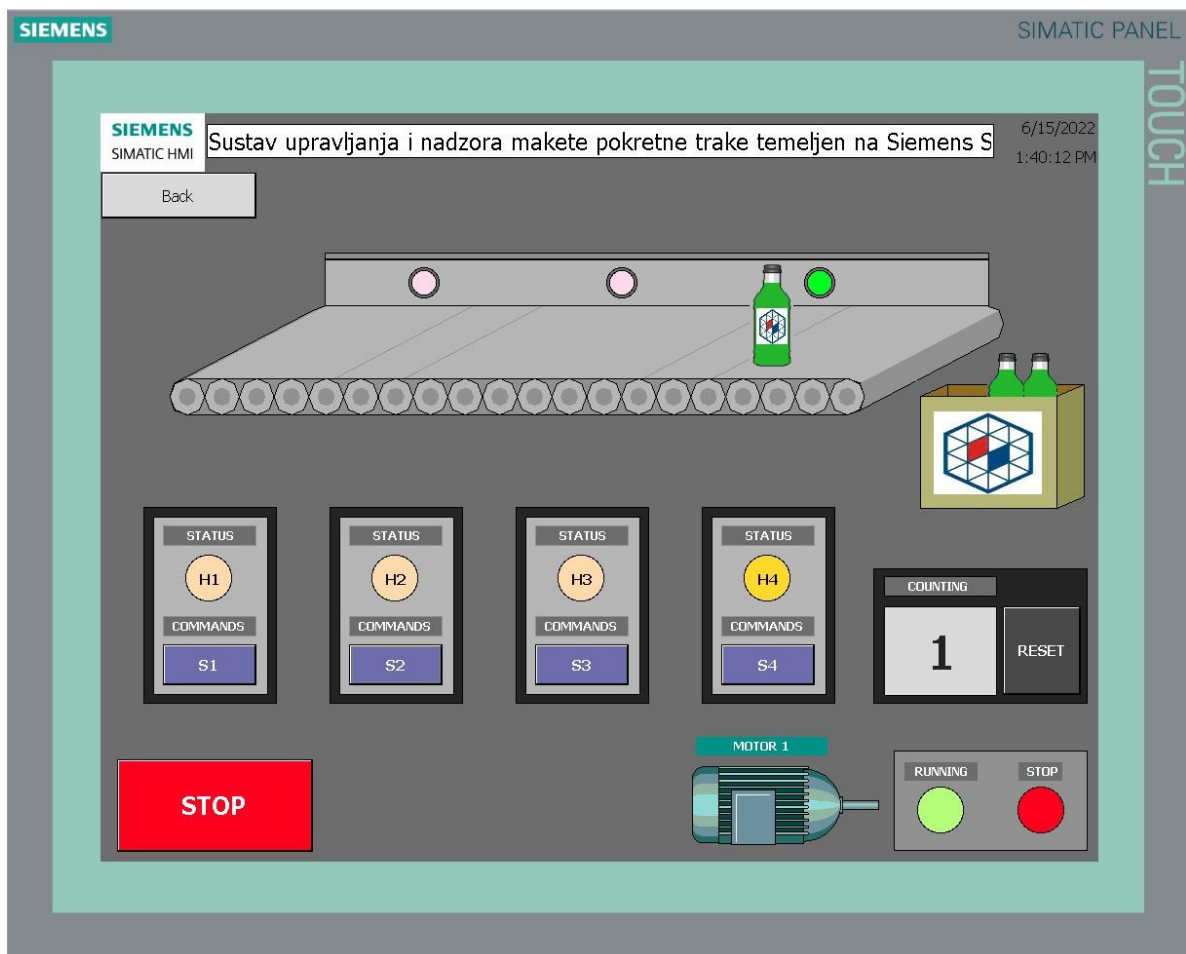 SIEMENS
SIMATIC PANEL
TOUCH
SIEMENS
SIMATIC HMI
Sustav upravljanja i nadzora makete pokretne trake temeljen na Siemens S
6/15/2022
1:40:12 PM
Back
STATUS STATUS STATUS STATUS
H1 H2 H3 H4
COMMANDS COMMANDS COMMANDS COMMANDS
S1 S2 S3 S4
COUNTING
1
RESET
STOP
MOTOR 1
RUNNING STOP